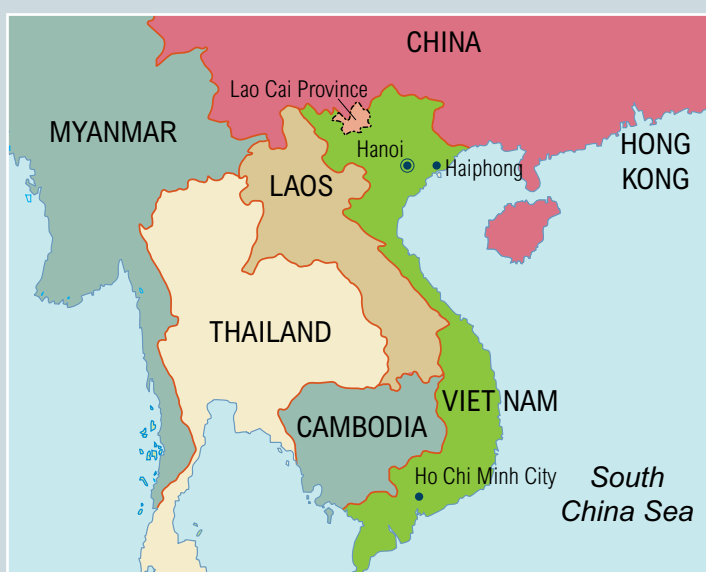 CHINA
Lao Cai Province
MYANMAR
Hanoi
Haiphong
HONG
KONG
LAOS
THAILAND
VIET NAM
CAMBODIA
Ho Chi Minh City
South
China Sea